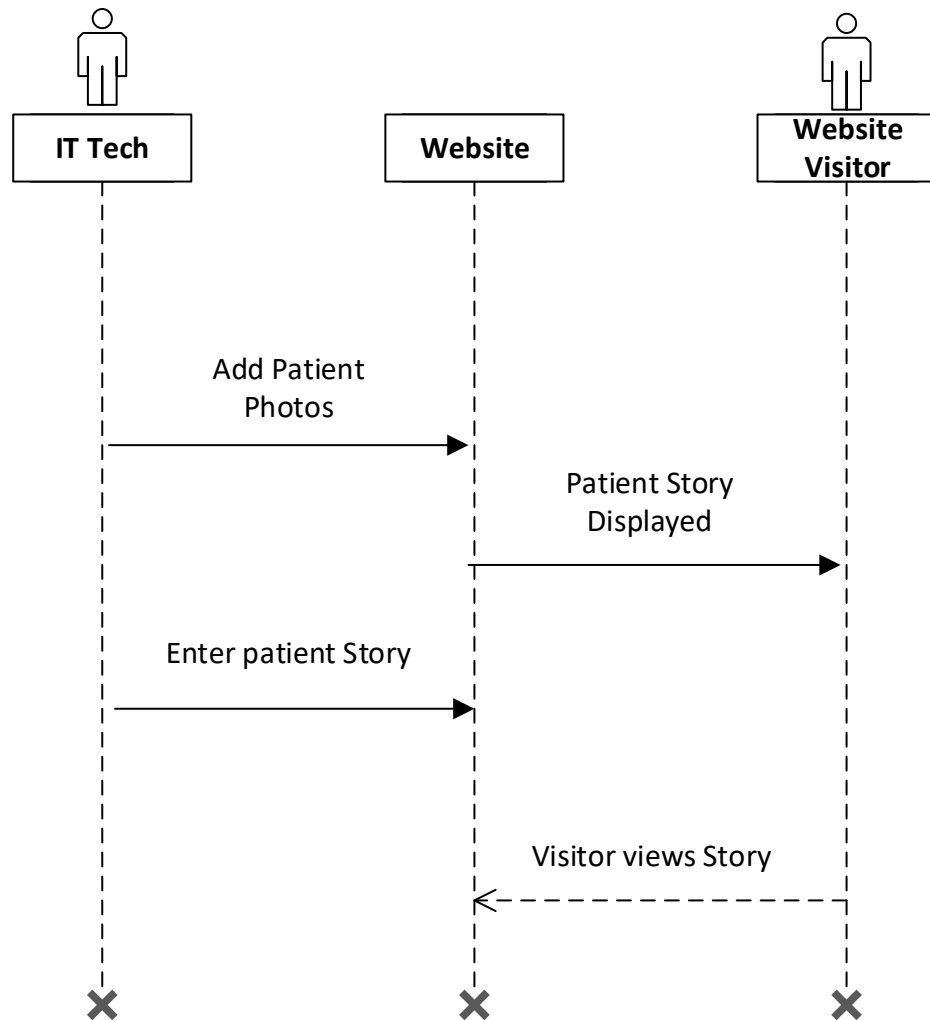 IT Tech
Website
Website
Visitor
Add Patient
Photos
Patient Story
Displayed
Enter patient Story
Visitor views Story